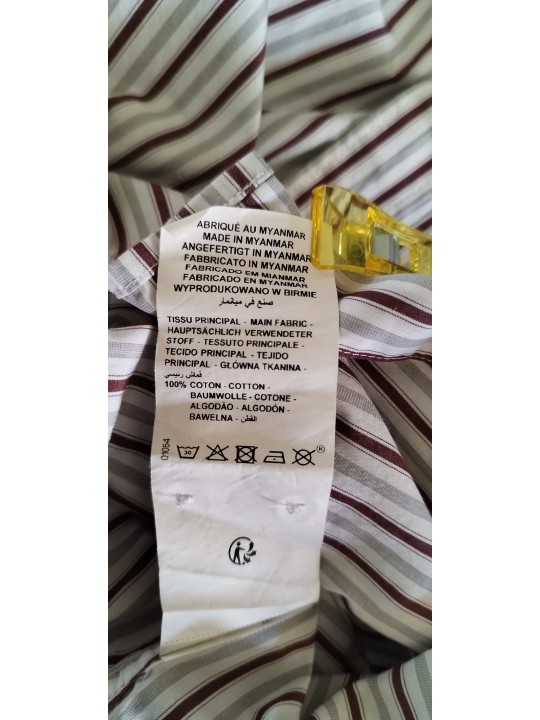 ABRIQUÉ AU MYANMAR
MADE IN MYANMAR
ANGEFERTIGT IN MYANMAR
FABBRICATO IN MYANMAR
FABRICADO EM MIANMAR
FABRICADO EN MYANMAR
WYPRODUKOWANO W BIRMIE
صنع في ميانمار
TISSU PRINCIPAL - MAIN FABRIC -
HAUPTSÄCHLICH VERWENDETER
STOFF - TESSUTO PRINCIPALE -
TECIDO PRINCIPAL - TEJIDO
PRINCIPAL - GŁÓWNA TKANINA -
قماش رئيسي
100% COTON - COTTON -
BAUMWOLLE - COTONE -
ALGODÃO - ALGODÓN -
BAWELNA - القطن
01064
30
®